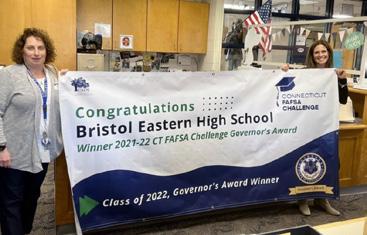 Congratulations
Bristol Eastern High School
Winner 2021-22 CT FAFSA Challenge Governor's Award
CONNECTICUT
FAFSA
CHALLENGE
Class of 2022, Governor's Award Winner